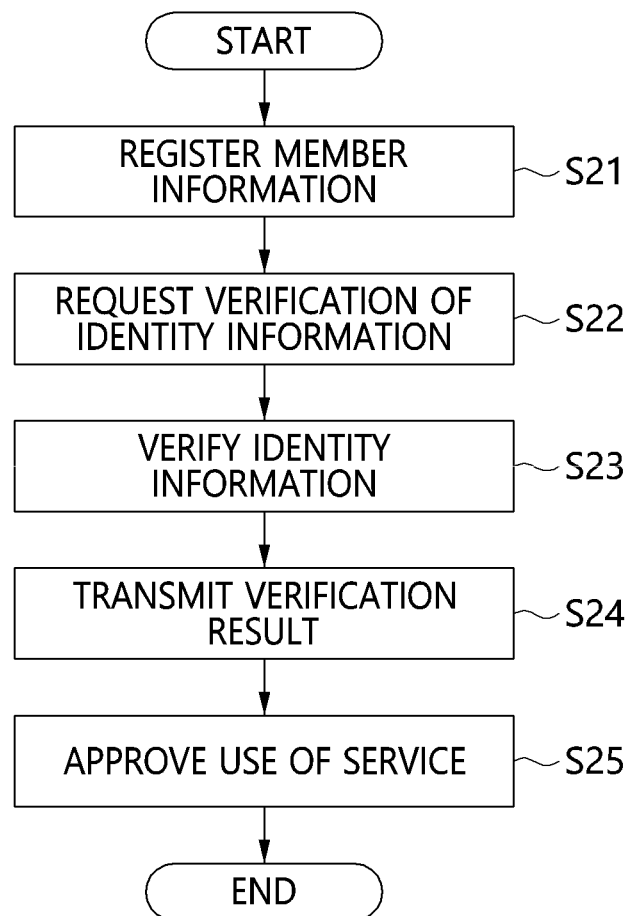 START
REGISTER MEMBER
INFORMATION
S21
REQUEST VERIFICATION OF
IDENTITY INFORMATION
S22
VERIFY IDENTITY
INFORMATION
S23
TRANSMIT VERIFICATION
RESULT
S24
APPROVE USE OF SERVICE
S25
END